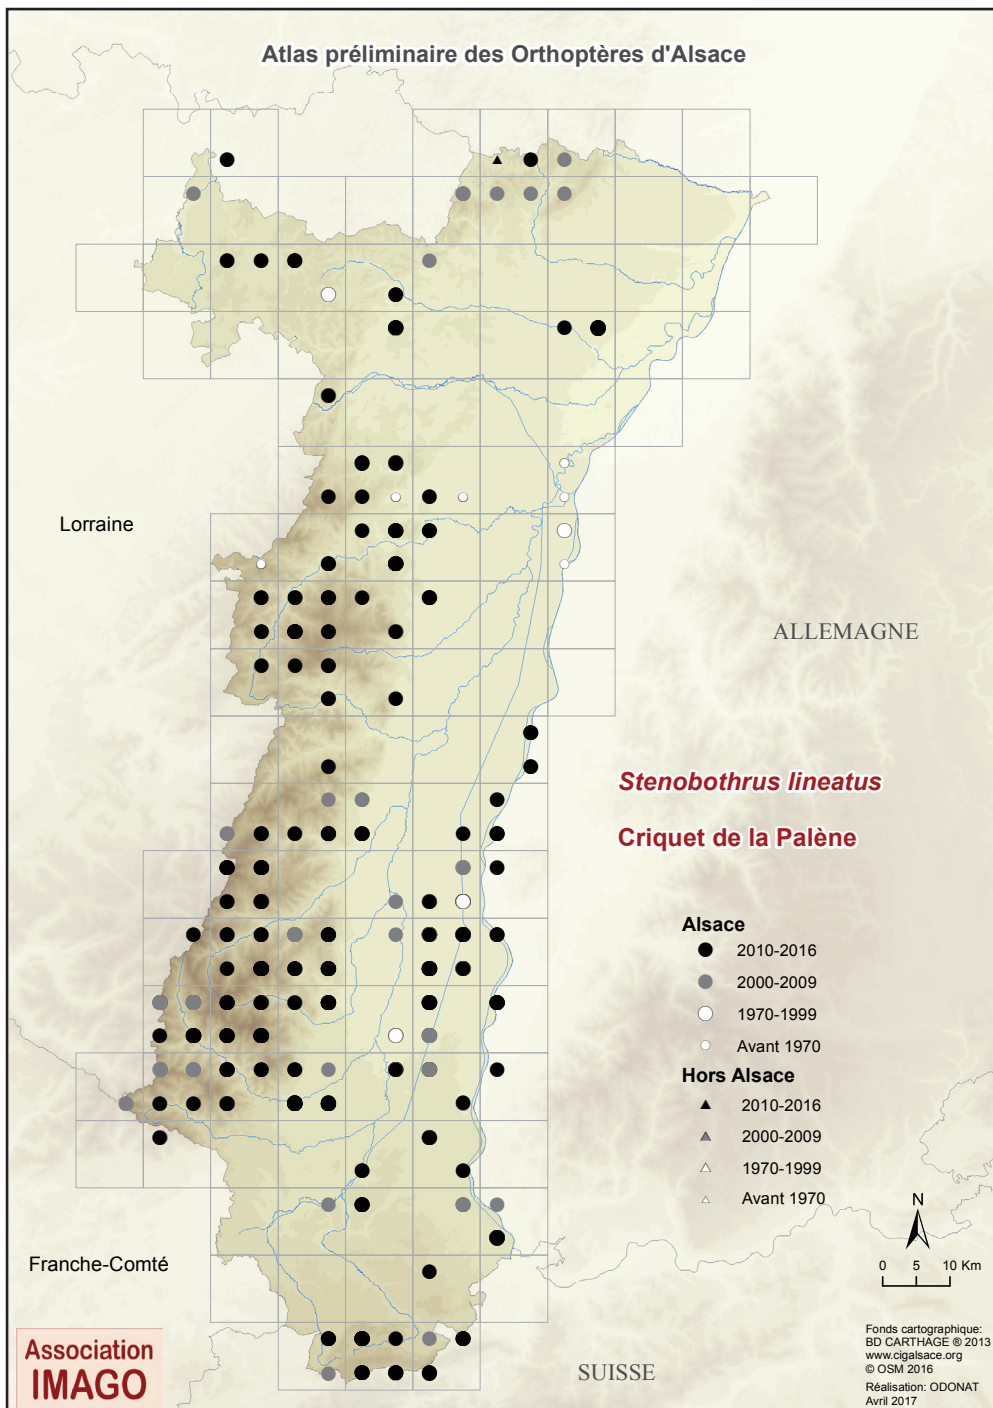 Atlas préliminaire des Orthoptères d'Alsace
Lorraine
ALLEMAGNE
Stenobothrus lineatus
Criquet de la Palène
Alsace
2010-2016
2000-2009
1970-1999
Avant 1970
Hors Alsace
2010-2016
2000-2009
1970-1999
Avant 1970
N
0 5 10 Km
Franche-Comté
SUISSE
Association
IMAGO
Fonds cartographique:
BD CARTHAGE ® 2013
www.cigalsace.org
© OSM 2016
Réalisation: ODONAT
Avril 2017